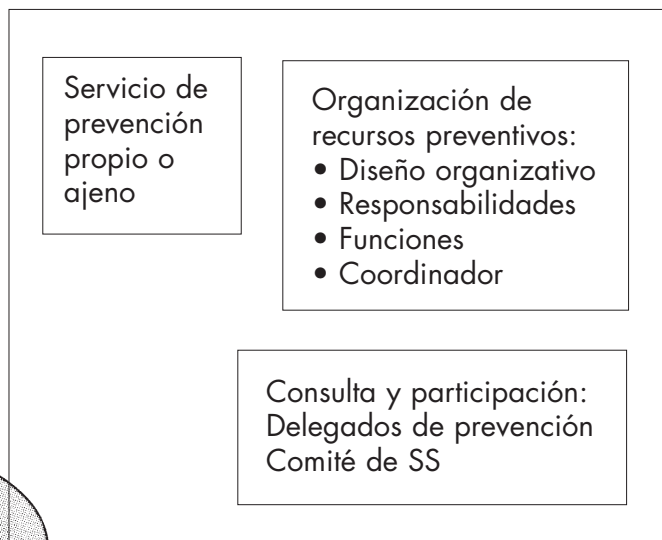 Servicio de
prevención
propio o
ajeno
Organización de
recursos preventivos:
• Diseño organizativo
• Responsabilidades
• Funciones
• Coordinador
Consulta y participación:
Delegados de prevención
Comité de SS